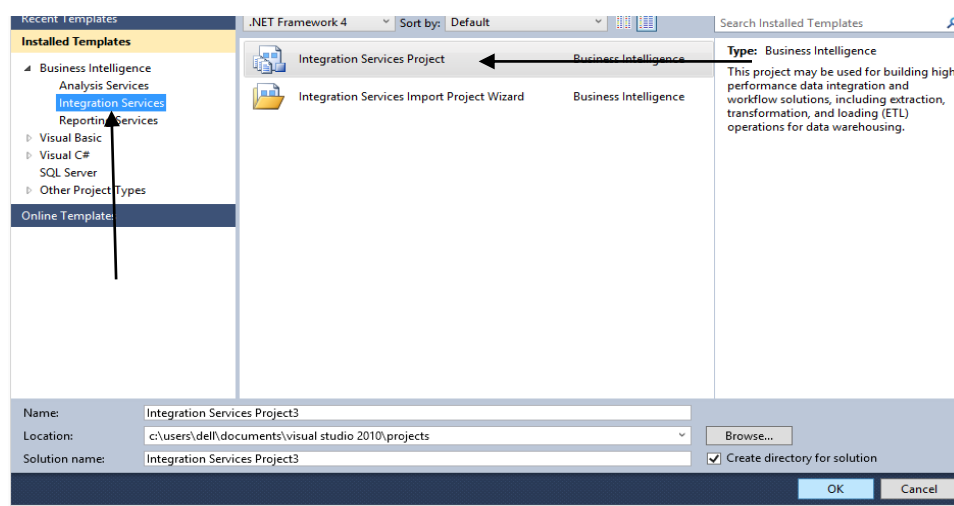 Recent Templates
.NET Framework 4 Sort by: Default
Search Installed Templates
Installed Templates
Business Intelligence
Analysis Services
Integration Services
Reporting Services
Visual Basic
Visual C#
SQL Server
Other Project Types
Online Templates
Integration Services Project Business Intelligence
Integration Services Import Project Wizard Business Intelligence
Type: Business Intelligence
This project may be used for building high
performance data integration and
workflow solutions, including extraction,
transformation, and loading (ETL)
operations for data warehousing.
Name: Integration Services Project3
Location: c:\users\dell\documents\visual studio 2010\projects Browse...
Solution name: Integration Services Project3 Create directory for solution
OK Cancel